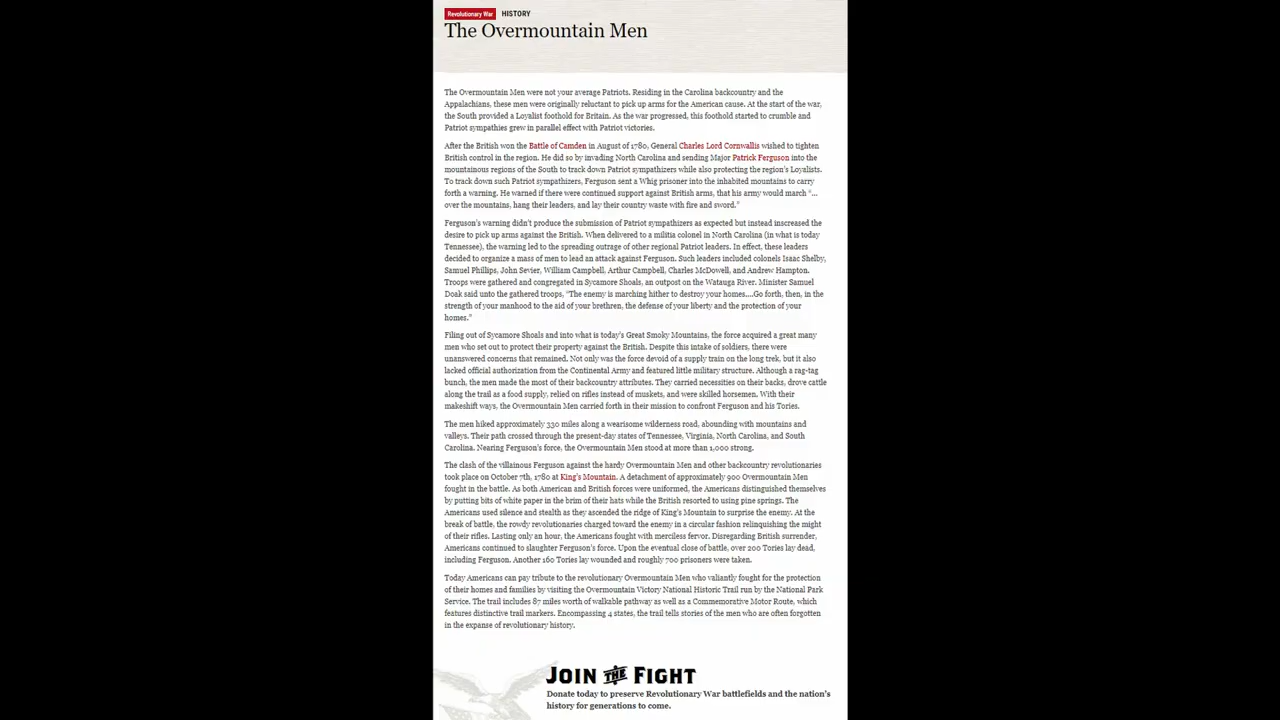 Revolutionary War HISTORY
The Overmountain Men
The Overmountain Men were not your average Patriots. Residing in the Carolina backcountry and the
Appalachians, these men were originally reluctant to pick up arms for the American cause. At the start of the war,
the South provided a Loyalist foothold for Britain. As the war progressed, this foothold started to crumble and
Patriot sympathies grew in parallel effect with Patriot victories.
After the British won the Battle of Camden in August of 1780, General Charles Lord Cornwallis wished to tighten
British control in the region. He did so by invading North Carolina and sending Major Patrick Ferguson into the
mountainous regions of the South to track down Patriot sympathizers while also protecting the region's Loyalists.
To track down such Patriot sympathizers, Ferguson sent a Whig prisoner into the inhabited mountains to carry
forth a warning. He warned if there were continued support against British arms, that his army would march "...
over the mountains, hang their leaders, and lay their country waste with fire and sword."
Ferguson's warning didn't produce the submission of Patriot sympathizers as expected but instead inscreased the
desire to pick up arms against the British. When delivered to a militia colonel in North Carolina (in what is today
Tennessee), the warning led to the spreading outrage of other regional Patriot leaders. In effect, these leaders
decided to organize a mass of men to lead an attack against Ferguson. Such leaders included colonels Isaac Shelby,
Samuel Phillips, John Sevier, William Campbell, Arthur Campbell, Charles McDowell, and Andrew Hampton.
Troops were gathered and congregated in Sycamore Shoals, an outpost on the Watauga River. Minister Samuel
Doak said unto the gathered troops, "The enemy is marching hither to destroy your homes....Go forth, then, in the
strength of your manhood to the aid of your brethren, the defense of your liberty and the protection of your
homes."
Filing out of Sycamore Shoals and into what is today's Great Smoky Mountains, the force acquired a great many
men who set out to protect their property against the British. Despite this intake of soldiers, there were
unanswered concerns that remained. Not only was the force devoid of a supply train on the long trek, but it also
lacked official authorization from the Continental Army and featured little military structure. Although a rag-tag
bunch, the men made the most of their backcountry attributes. They carried necessities on their backs, drove cattle
along the trail as a food supply, relied on rifles instead of muskets, and were skilled horsemen. With their
makeshift ways, the Overmountain Men carried forth in their mission to confront Ferguson and his Tories.
The men hiked approximately 330 miles along a wearisome wilderness road, abounding with mountains and
valleys. Their path crossed through the present-day states of Tennessee, Virginia, North Carolina, and South
Carolina. Nearing Ferguson's force, the Overmountain Men stood at more than 1,000 strong.
The clash of the villainous Ferguson against the hardy Overmountain Men and other backcountry revolutionaries
took place on October 7th, 1780 at King's Mountain. A detachment of approximately 900 Overmountain Men
fought in the battle. As both American and British forces were uniformed, the Americans distinguished themselves
by putting bits of white paper in the brim of their hats while the British resorted to using pine springs. The
Americans used silence and stealth as they ascended the ridge of King's Mountain to surprise the enemy. At the
break of battle, the rowdy revolutionaries charged toward the enemy in a circular fashion relinquishing the might
of their rifles. Lasting only an hour, the Americans fought with merciless fervor. Disregarding British surrender,
Americans continued to slaughter Ferguson's force. Upon the eventual close of battle, over 200 Tories lay dead,
including Ferguson. Another 160 Tories lay wounded and roughly 700 prisoners were taken.
Today Americans can pay tribute to the revolutionary Overmountain Men who valiantly fought for the protection
of their homes and families by visiting the Overmountain Victory National Historic Trail run by the National Park
Service. The trail includes 87 miles worth of walkable pathway as well as a Commemorative Motor Route, which
features distinctive trail markers. Encompassing 4 states, the trail tells stories of the men who are often forgotten
in the expanse of revolutionary history.
JOIN THE FIGHT
Donate today to preserve Revolutionary War battlefields and the nation's
history for generations to come.